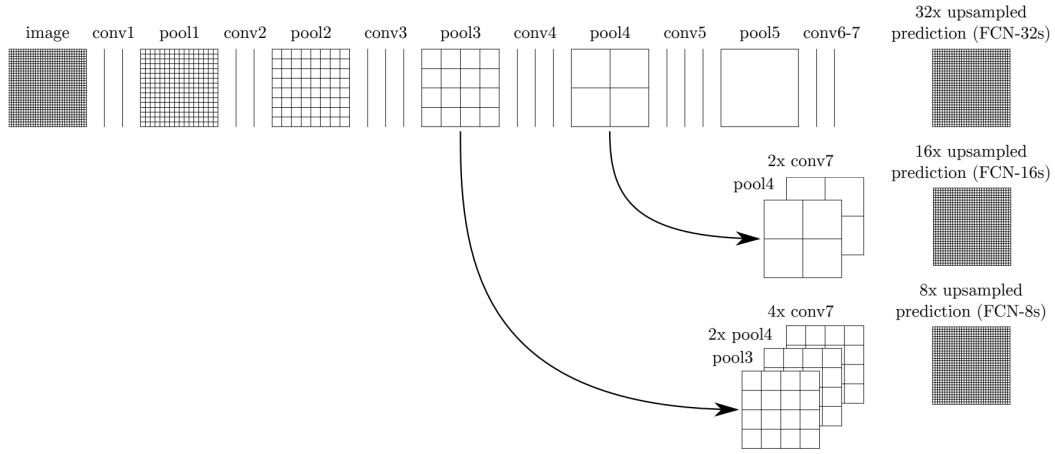 image conv1 pool1 conv2 pool2 conv3 pool3 conv4 pool4 conv5 pool5 conv6-7
32x upsampled
prediction (FCN-32s)
2x conv7
pool4
16x upsampled
prediction (FCN-16s)
4x conv7
2x pool4
pool3
8x upsampled
prediction (FCN-8s)